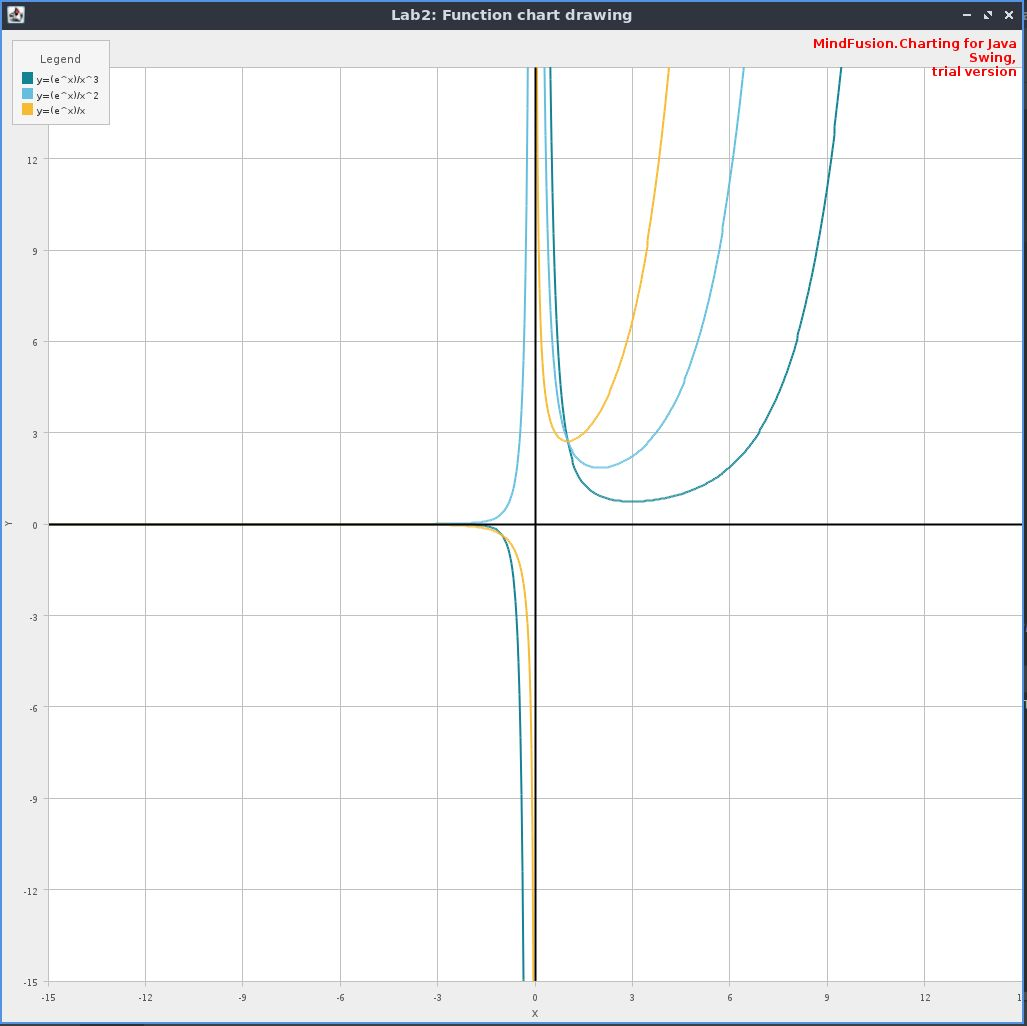 Lab2: Function chart drawing
MindFusion.Charting for Java
Swing,
trial version
Legend
y=(e^x)/x^3
y=(e^x)/x^2
y=(e^x)/x
12
9
6
3
0
-3
-6
-9
-12
-15
Y
-15 -12 -9 -6 -3 0 3 6 9 12
X